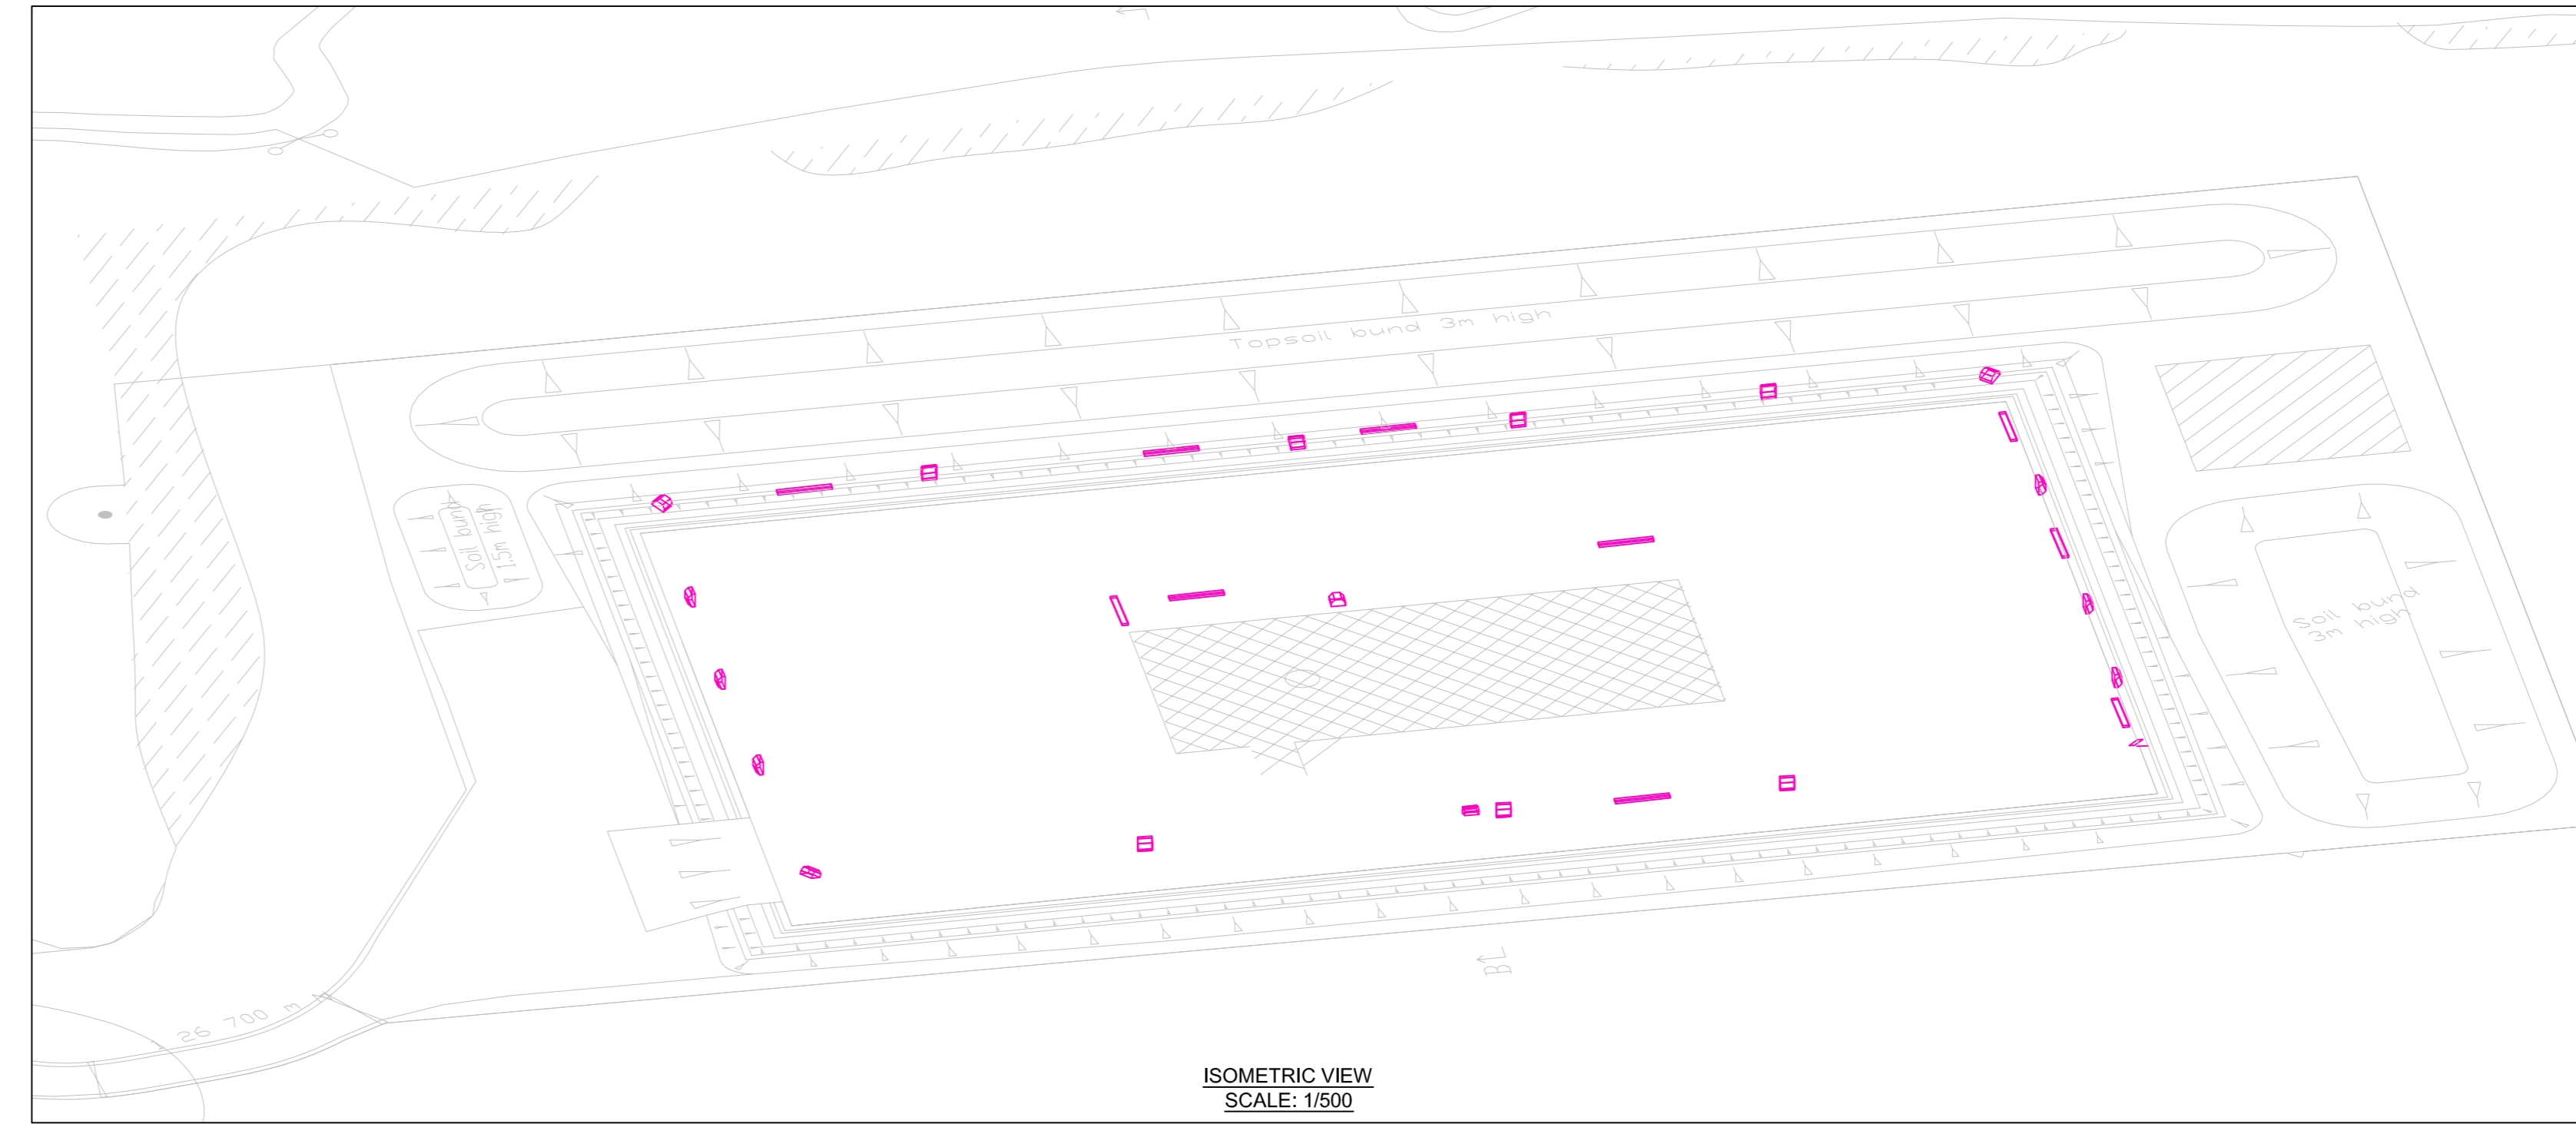 Topsoil bund 3m high
Soil bund
1.5m high
Soil bund
3m high
B
26 700 m
ISOMETRIC VIEW
SCALE: 1/500